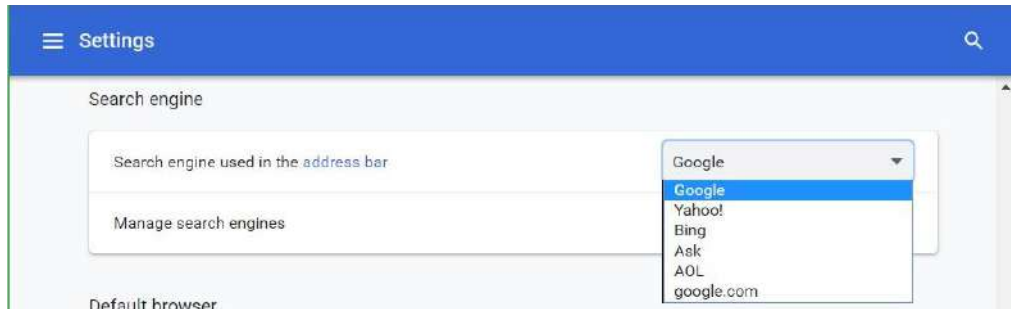 Settings
Search engine
Search engine used in the address bar
Google
Google
Yahoo!
Bing
Ask
AOL
google.com
Manage search engines
Default browser